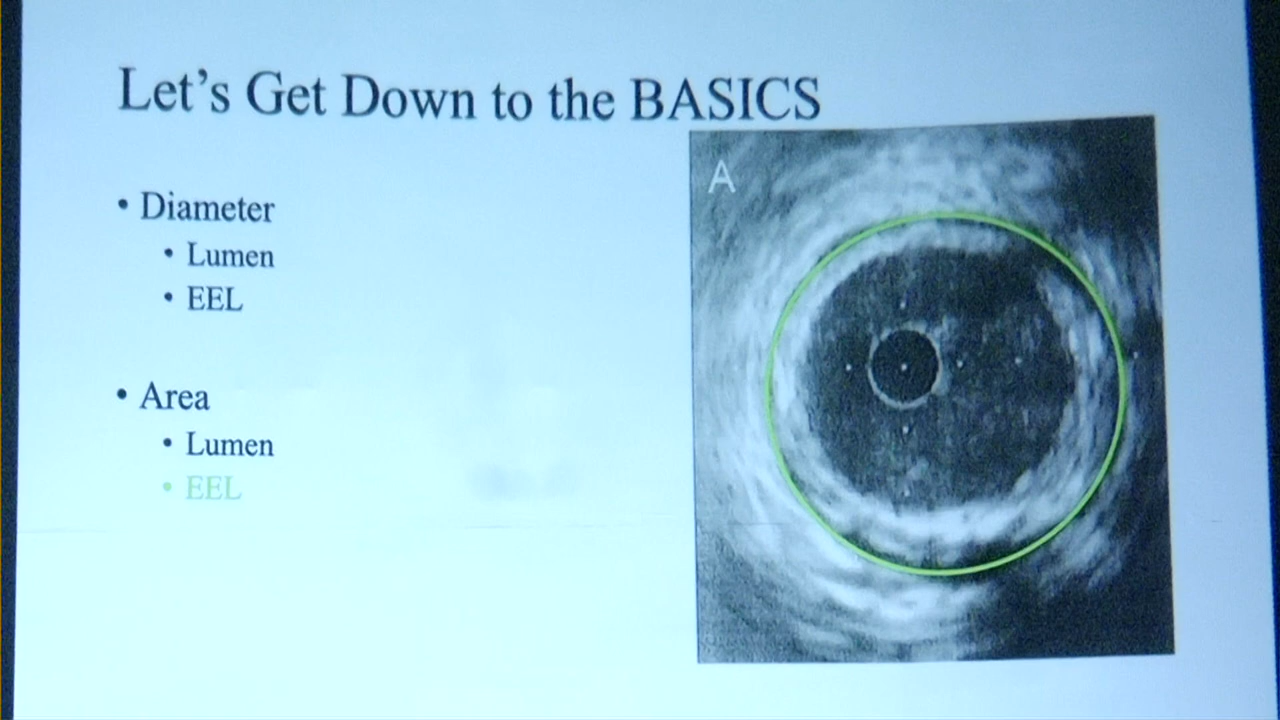 Let's Get Down to the BASICS
• Diameter
• Lumen
• EEL
• Area
• Lumen
• EEL
A